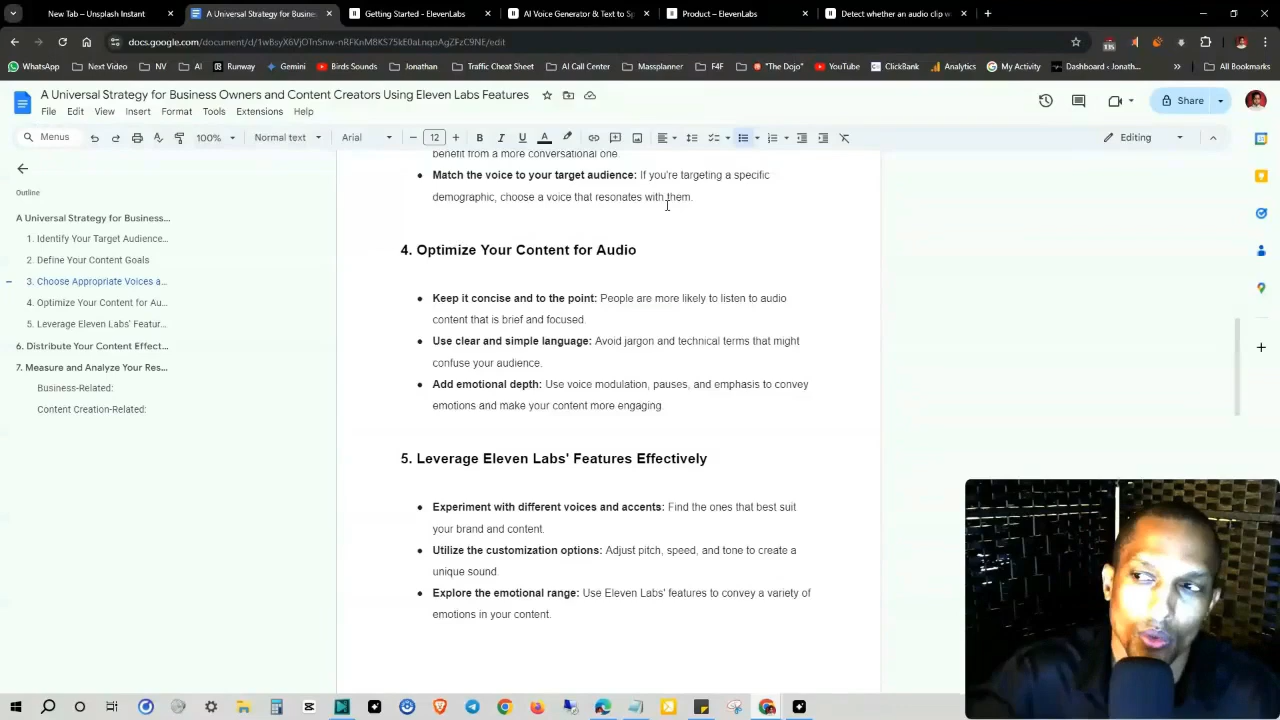 New Tab – Unsplash Instant
A Universal Strategy for Busine
Getting Started - ElevenLabs
AI Voice Generator & Text to Sp
Product – ElevenLabs
Detect whether an audio clip w
docs.google.com/document/d/1wBsyX6VjOTnSnw-nRFKnM8KS75kE0aLnqoAgZFzC9NE/edit
WhatsApp
Next Video
NV
AI
Runway
Gemini
Birds Sounds
Jonathan
Traffic Cheat Sheet
AI Call Center
Massplanner
F4F
"The Dojo"
YouTube
ClickBank
Analytics
My Activity
Dashboard ‹ Jonath...
All Bookmarks
A Universal Strategy for Business Owners and Content Creators Using Eleven Labs Features
File Edit View Insert Format Tools Extensions Help
Share
Menus
100%
Normal text
Arial
12
Editing
Outline
A Universal Strategy for Business...
1. Identify Your Target Audience...
2. Define Your Content Goals
3. Choose Appropriate Voices a...
4. Optimize Your Content for Au...
5. Leverage Eleven Labs' Featur...
6. Distribute Your Content Effect...
7. Measure and Analyze Your Res...
Business-Related:
Content Creation-Related:
benefit from a more conversational one.
Match the voice to your target audience: If you're targeting a specific
demographic, choose a voice that resonates with them.
4. Optimize Your Content for Audio
Keep it concise and to the point: People are more likely to listen to audio
content that is brief and focused.
Use clear and simple language: Avoid jargon and technical terms that might
confuse your audience.
Add emotional depth: Use voice modulation, pauses, and emphasis to convey
emotions and make your content more engaging.
5. Leverage Eleven Labs' Features Effectively
Experiment with different voices and accents: Find the ones that best suit
your brand and content.
Utilize the customization options: Adjust pitch, speed, and tone to create a
unique sound.
Explore the emotional range: Use Eleven Labs' features to convey a variety of
emotions in your content.